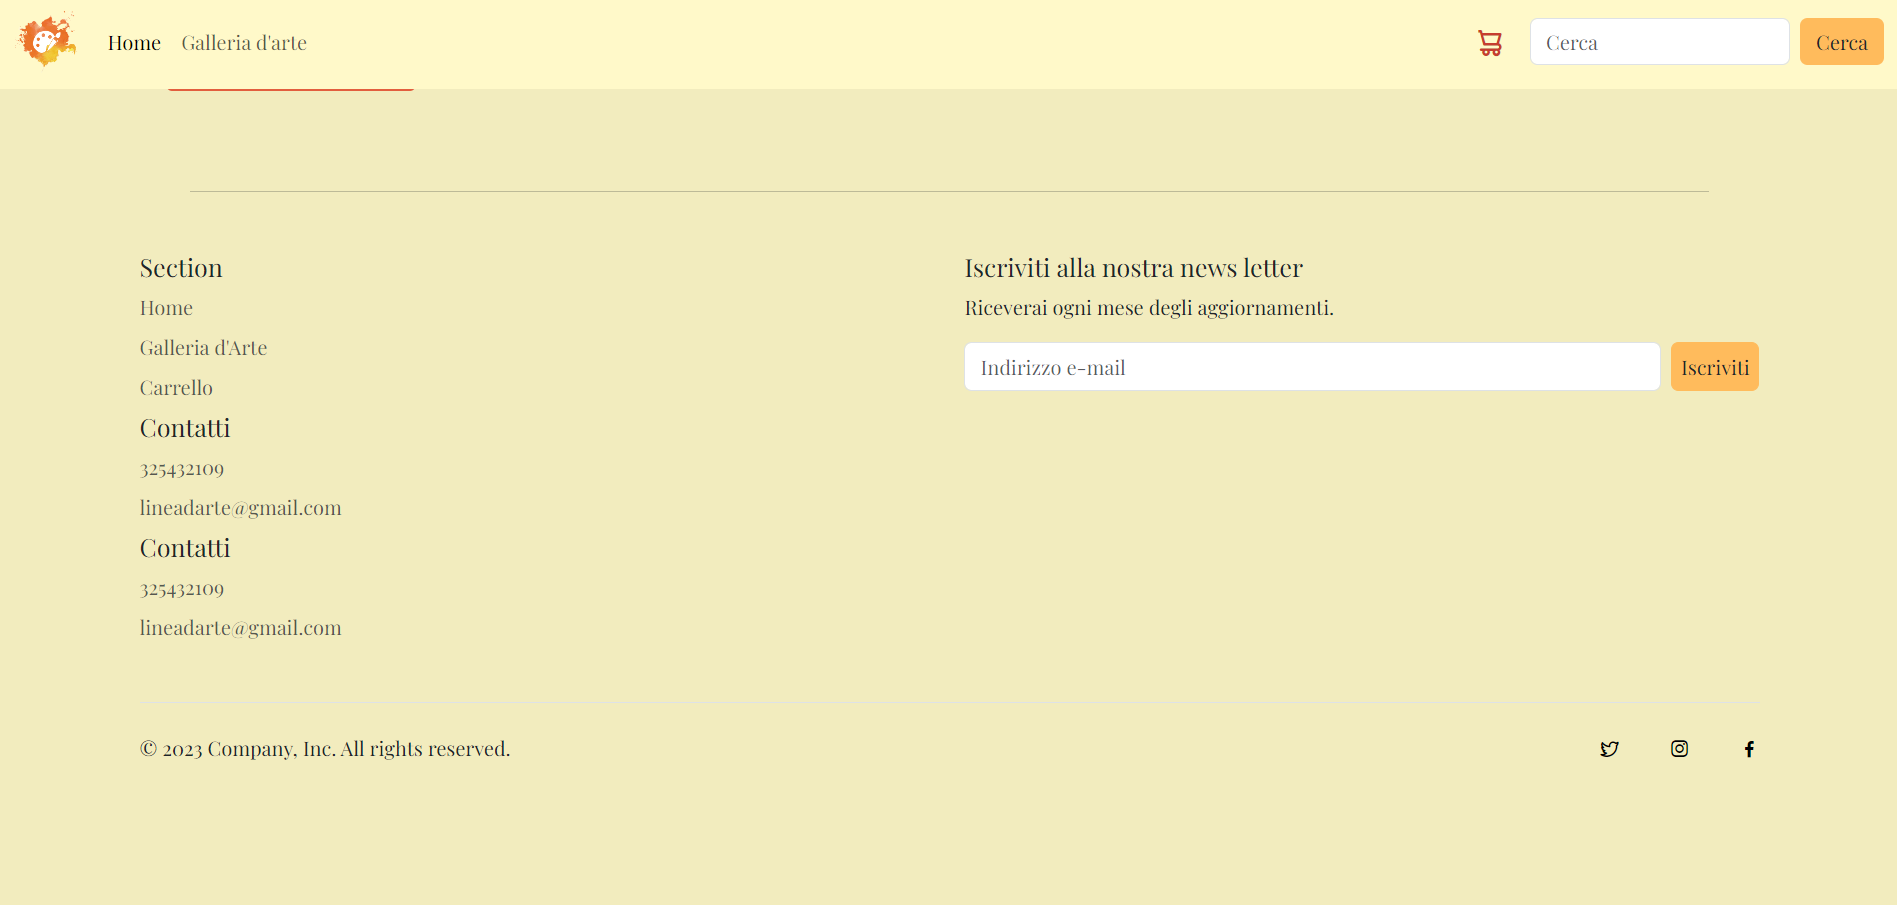 Home Galleria d'arte Cerca Cerca
Section
Home
Galleria d'Arte
Carrello
Contatti
325432109
lineadarte@gmail.com
Contatti
325432109
lineadarte@gmail.com
Iscriviti alla nostra news letter
Riceverai ogni mese degli aggiornamenti.
Indirizzo e-mail Iscriviti
© 2023 Company, Inc. All rights reserved.